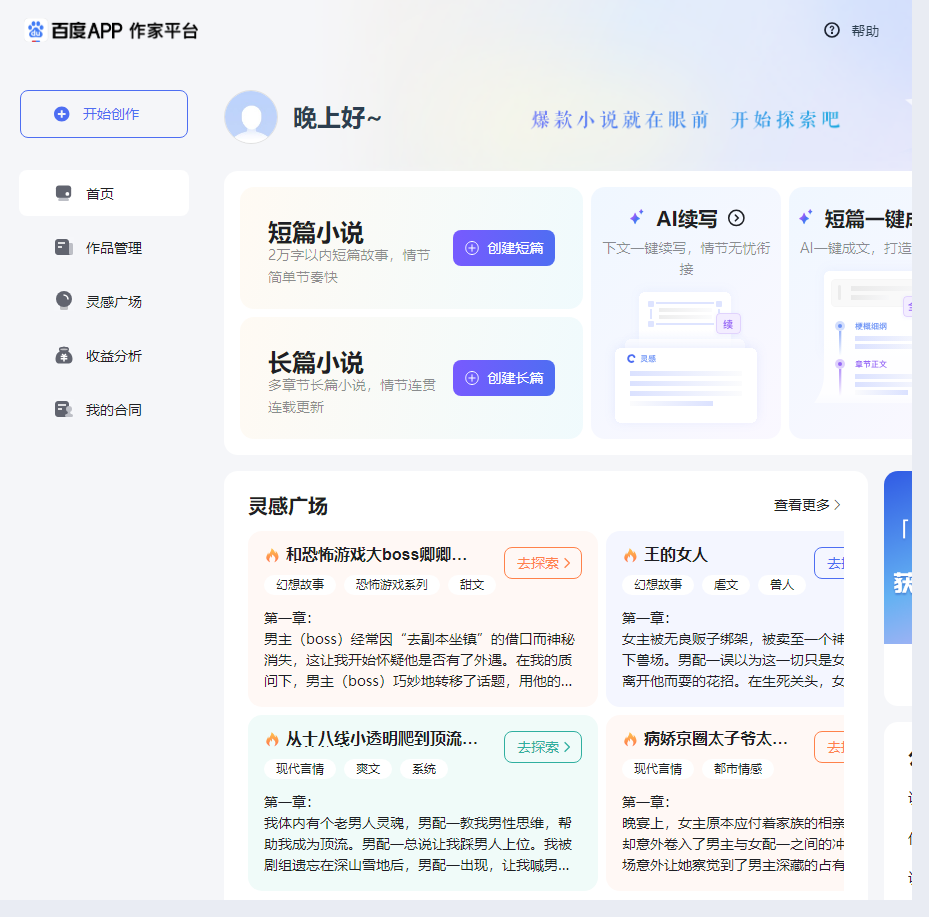 百度APP 作家平台
帮助
开始创作
首页
作品管理
灵感广场
收益分析
我的合同
晚上好~
爆款小说就在眼前 开始探索吧
短篇小说
2万字以内短篇故事，情节
简单节奏快
创建短篇
长篇小说
多章节长篇小说，情节连贯
连载更新
创建长篇
AI续写
下文一键续写，情节无忧衔
接
续
灵感
短篇一键
AI一键成文，打造
梗概细纲
章节正文
灵感广场
查看更多
和恐怖游戏大boss卿卿...
去探索
幻想故事 恐怖游戏系列 甜文
第一章：
男主（boss）经常因“去副本坐镇”的借口而神秘
消失，这让我开始怀疑他是否有了外遇。在我的质
问下，男主（boss）巧妙地转移了话题，用他的...
王的女人
去
幻想故事 虐文 兽人
第一章：
女主被无良贩子绑架，被卖至一个神
下兽场。男配一误以为这一切只是女
离开他而耍的花招。在生死关头，女
从十八线小透明爬到顶流...
去探索
现代言情 爽文 系统
第一章：
我体内有个老男人灵魂，男配一教我男性思维，帮
助我成为顶流。男配一总说让我踩男人上位。我被
剧组遗忘在深山雪地后，男配一出现，让我喊男...
病娇京圈太子爷太...
去
现代言情 都市情感
第一章：
晚宴上，女主原本应付着家族的相亲
却意外卷入了男主与女配一之间的冲
场意外让她察觉到了男主深藏的占有
「
获